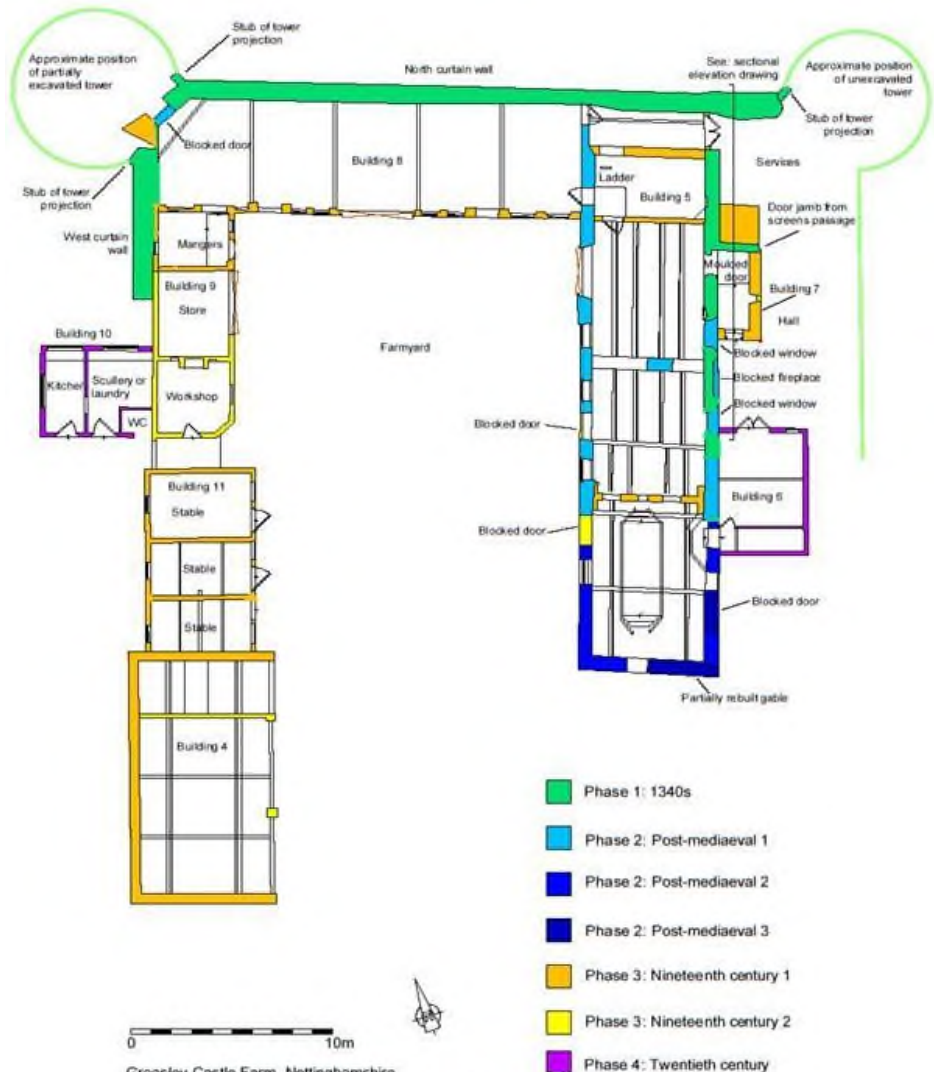 Stub of tower
projection
Approximate position
of partially
excavated tower
North curtain wall
See: sectional
elevation drawing
Approximate position
of unexcavated
tower
Stub of tower
projection
Blocked door
Building 8
Ladder
Building 5
Services
Stub of tower
projection
West curtain
wall
Mangers
Door jamb from
screens passage
Moulded
door
Building 9
Store
Building 7
Hall
Building 10
Farmyard
Blocked window
Kitchen
Scullery or
laundry
Workshop
Blocked fireplace
WC
Blocked window
Blocked door
Building 11
Stable
Building 6
Blocked door
Stable
Blocked door
Stable
Partially rebuilt gable
Building 4
Phase 1: 1340s
Phase 2: Post-mediaeval 1
Phase 2: Post-mediaeval 2
Phase 2: Post-mediaeval 3
Phase 3: Nineteenth century 1
Phase 3: Nineteenth century 2
Phase 4: Twentieth century
0 10m
Greasley Castle Farm, Nottinghamshire